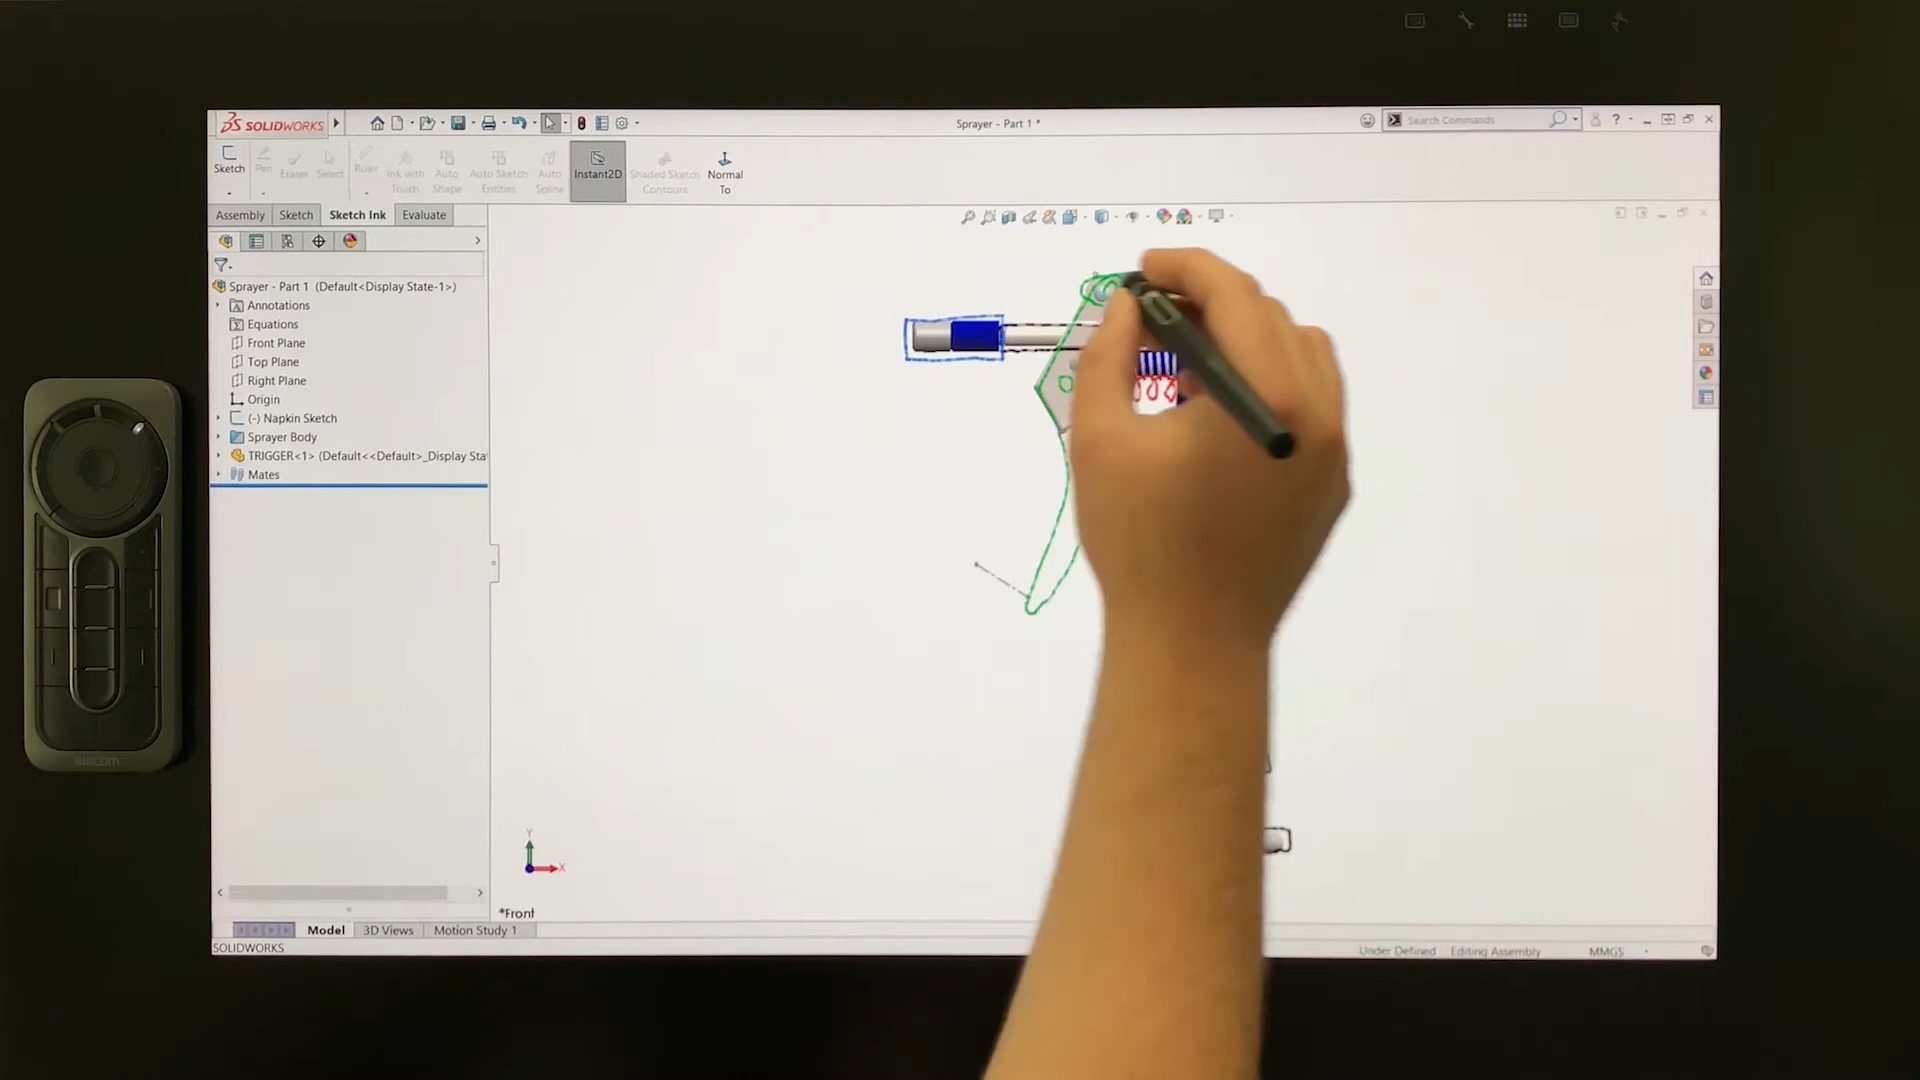 SOLIDWORKS
Sprayer - Part 1 *
Search Commands
?
Sketch
Pen
Eraser
Select
Ruler
Ink with Touch
Auto Shape
Auto Sketch Entities
Auto Spline
Instant2D
Shaded Sketch Contours
Normal To
Assembly
Sketch
Sketch Ink
Evaluate
Sprayer - Part 1 (Default<Display State-1>)
Annotations
Equations
Front Plane
Top Plane
Right Plane
Origin
(-) Napkin Sketch
Sprayer Body
TRIGGER<1> (Default<<Default>_Display Sta
Mates
Y
X
*Front
Model
3D Views
Motion Study 1
SOLIDWORKS
Under Defined
Editing Assembly
MMGS
wacom